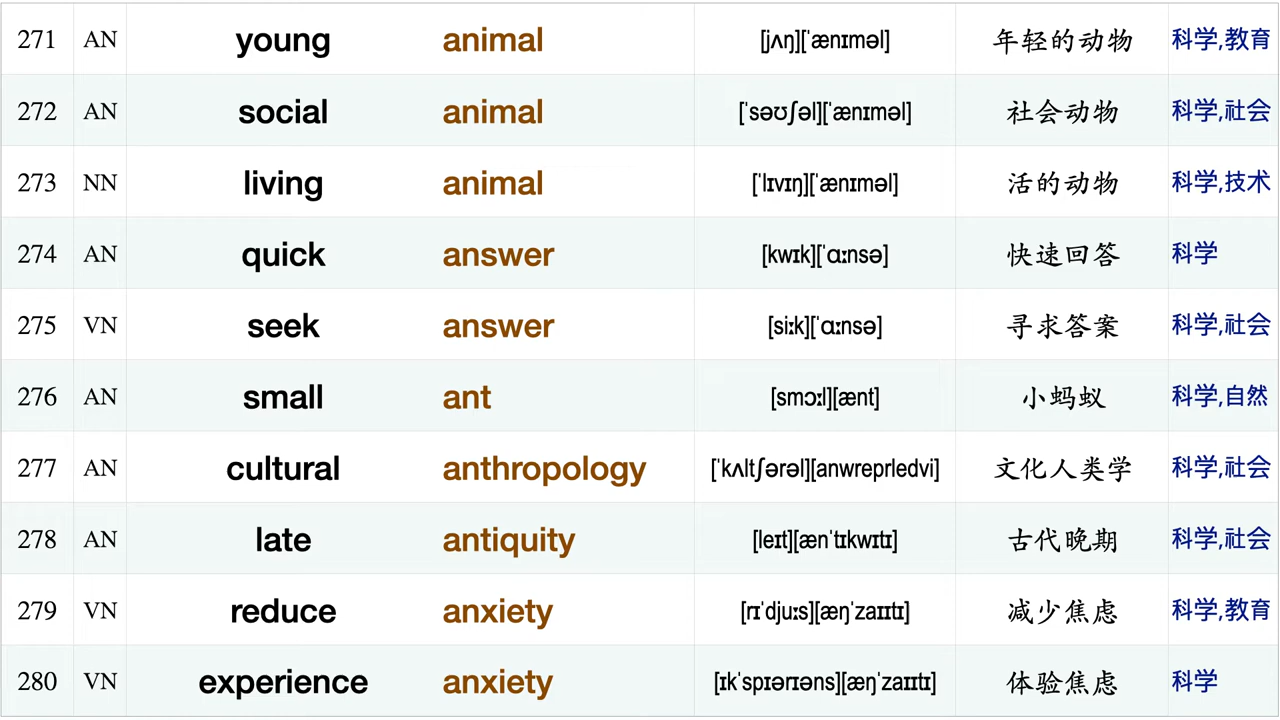 271 AN young animal [jʌŋ][ˈænɪməl] 年轻的动物 科学,教育
272 AN social animal [ˈsəʊʃəl][ˈænɪməl] 社会动物 科学,社会
273 NN living animal [ˈlɪvɪŋ][ˈænɪməl] 活的动物 科学,技术
274 AN quick answer [kwɪk][ˈɑːnsə] 快速回答 科学
275 VN seek answer [siːk][ˈɑːnsə] 寻求答案 科学,社会
276 AN small ant [smɔːl][ænt] 小蚂蚁 科学,自然
277 AN cultural anthropology [ˈkʌltʃərəl][anwreprledvi] 文化人类学 科学,社会
278 AN late antiquity [leɪt][ænˈtɪkwɪtɪ] 古代晚期 科学,社会
279 VN reduce anxiety [rɪˈdjuːs][æŋˈzaɪɪtɪ] 减少焦虑 科学,教育
280 VN experience anxiety [ɪkˈspɪərɪəns][æŋˈzaɪɪtɪ] 体验焦虑 科学